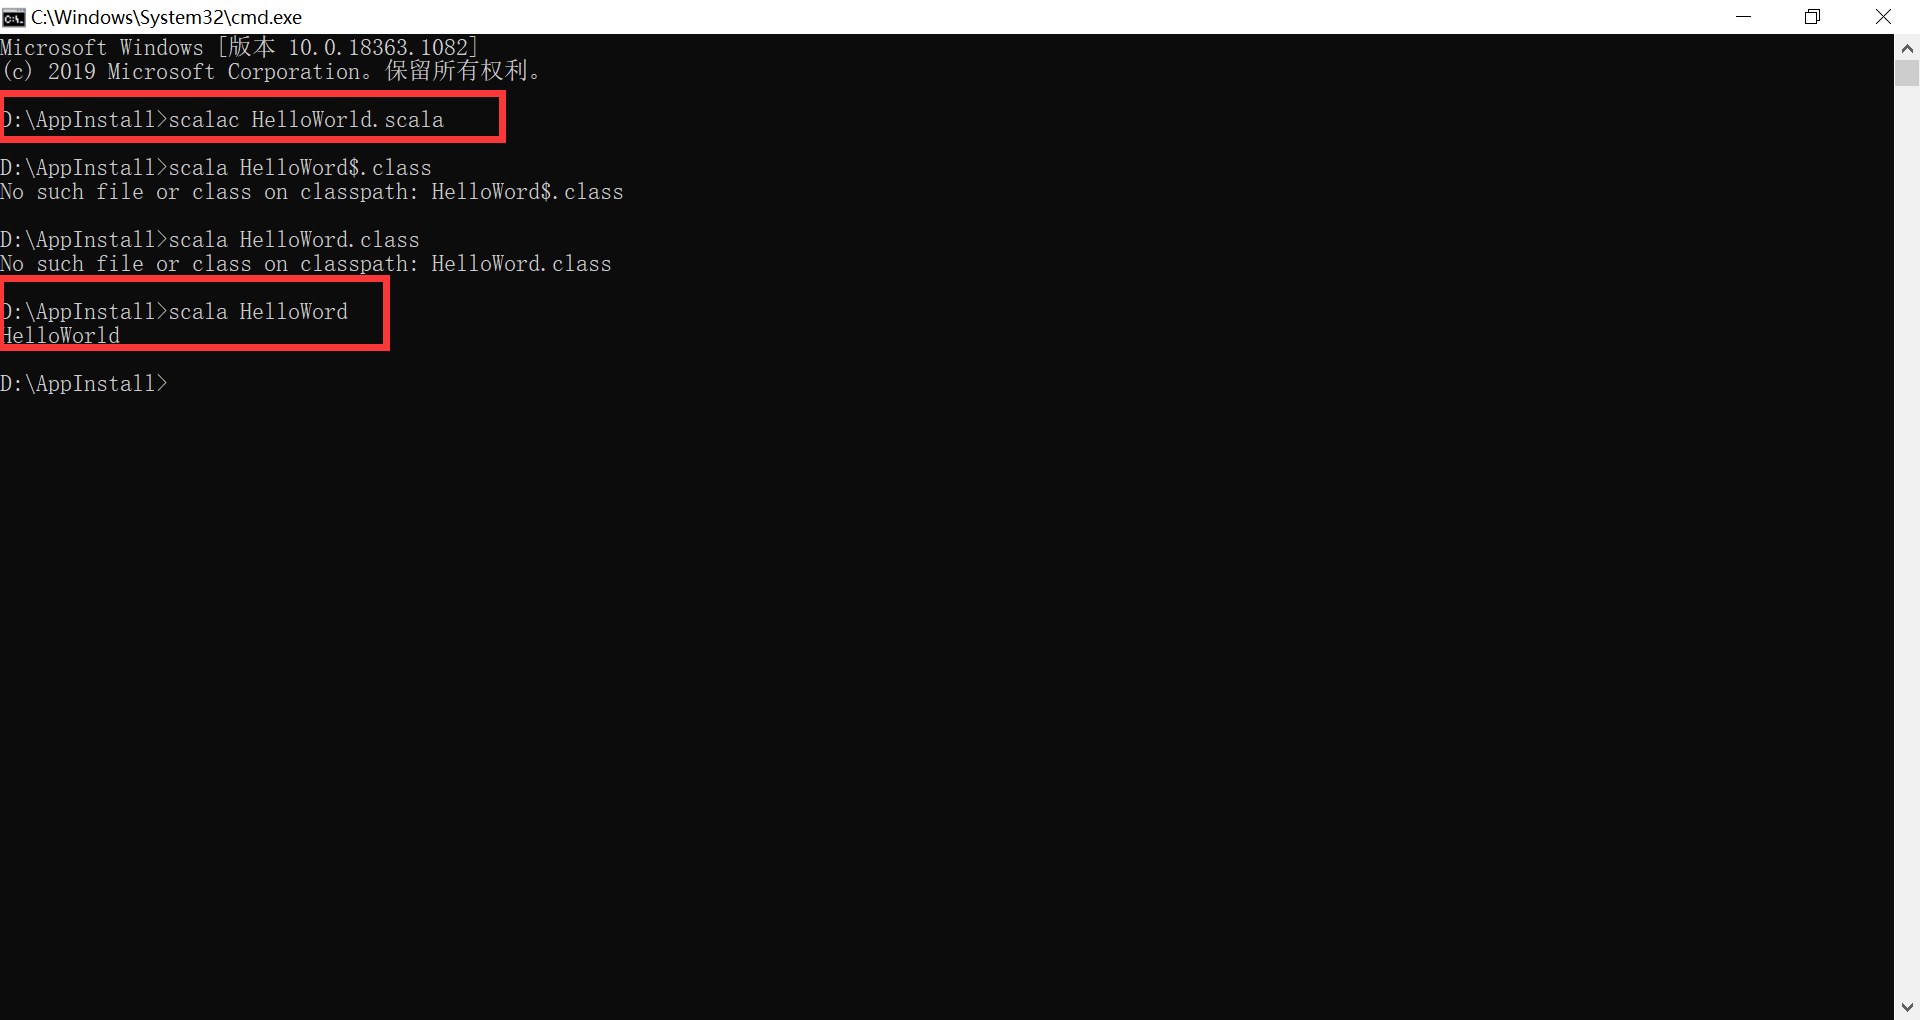 C:\Windows\System32\cmd.exe
Microsoft Windows [版本 10.0.18363.1082]
(c) 2019 Microsoft Corporation。保留所有权利。
D:\AppInstall>scalac HelloWorld.scala
D:\AppInstall>scala HelloWord$.class
No such file or class on classpath: HelloWord$.class
D:\AppInstall>scala HelloWord.class
No such file or class on classpath: HelloWord.class
D:\AppInstall>scala HelloWord
HelloWorld
D:\AppInstall>